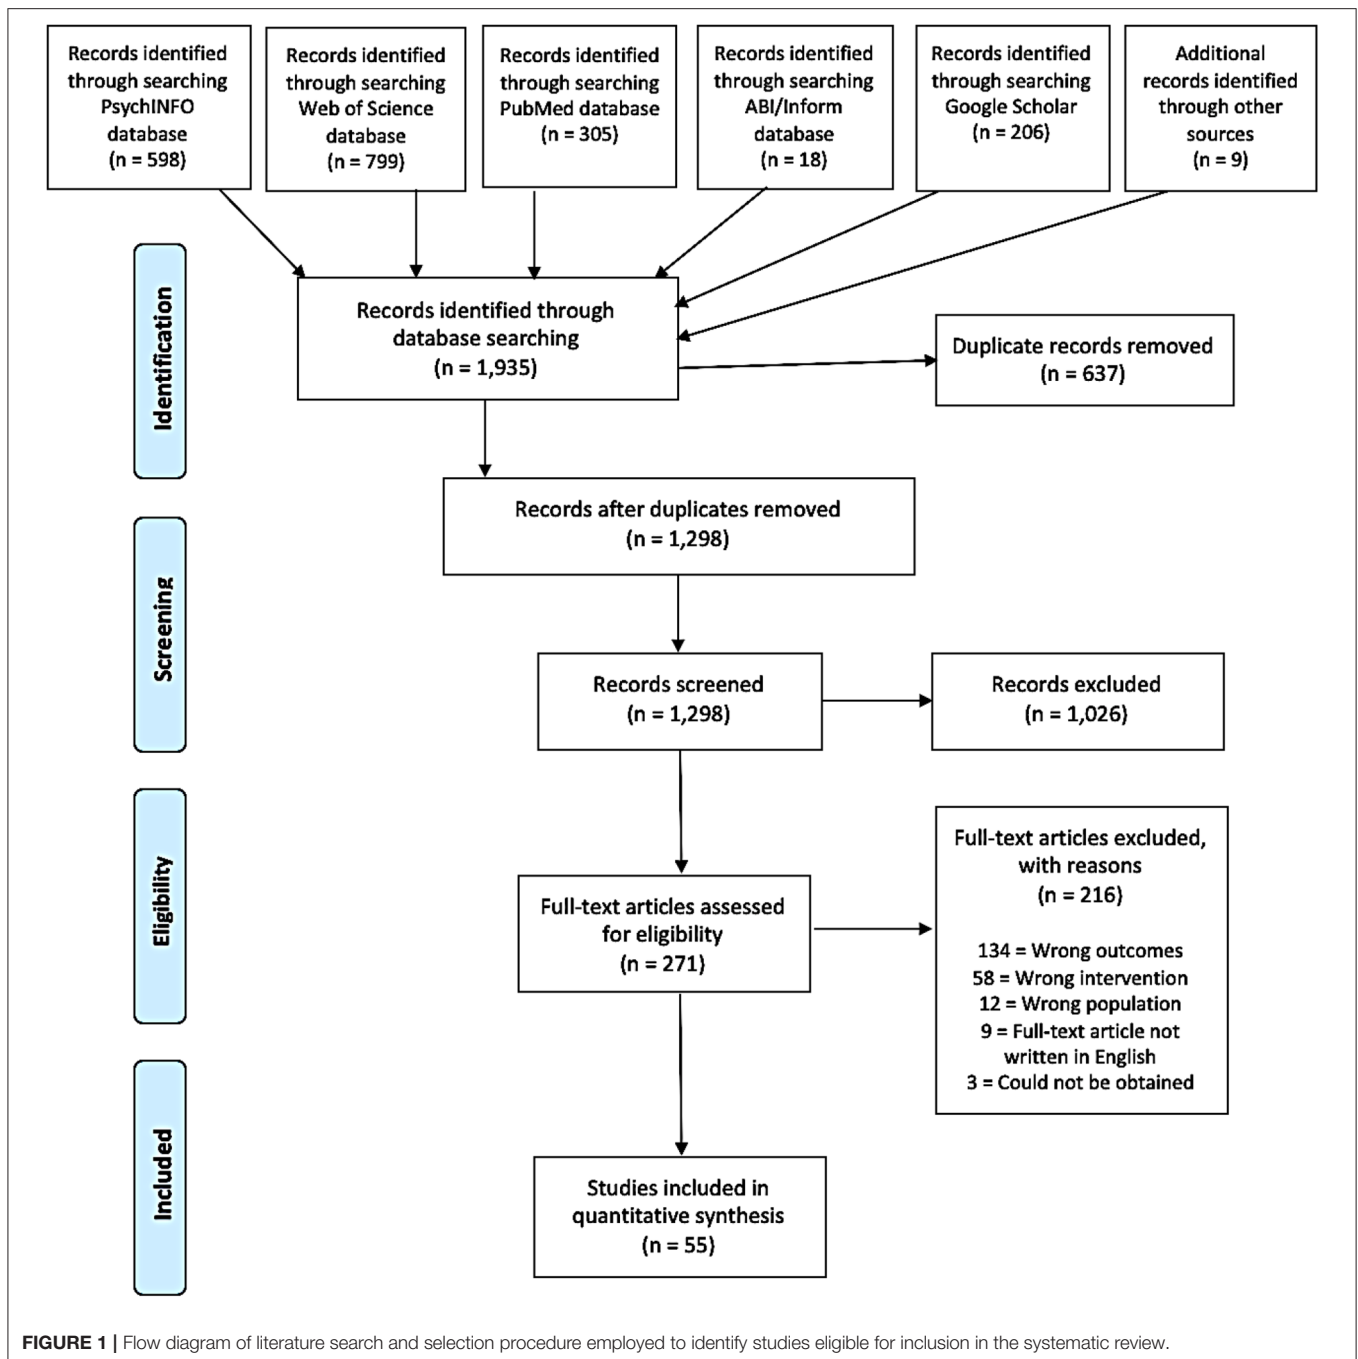 Records identified
through searching
PsychINFO
database
(n = 598)
Records identified
through searching
Web of Science
database
(n = 799)
Records identified
through searching
PubMed database
(n = 305)
Records identified
through searching
ABI/Inform
database
(n = 18)
Records identified
through searching
Google Scholar
(n = 206)
Additional
records identified
through other
sources
(n = 9)
Identification
Records identified through
database searching
(n = 1,935)
Duplicate records removed
(n = 637)
Records after duplicates removed
(n = 1,298)
Screening
Records screened
(n = 1,298)
Records excluded
(n = 1,026)
Eligibility
Full-text articles assessed
for eligibility
(n = 271)
Full-text articles excluded,
with reasons
(n = 216)
134 = Wrong outcomes
58 = Wrong intervention
12 = Wrong population
9 = Full-text article not
written in English
3 = Could not be obtained
Included
Studies included in
quantitative synthesis
(n = 55)
FIGURE 1 | Flow diagram of literature search and selection procedure employed to identify studies eligible for inclusion in the systematic review.